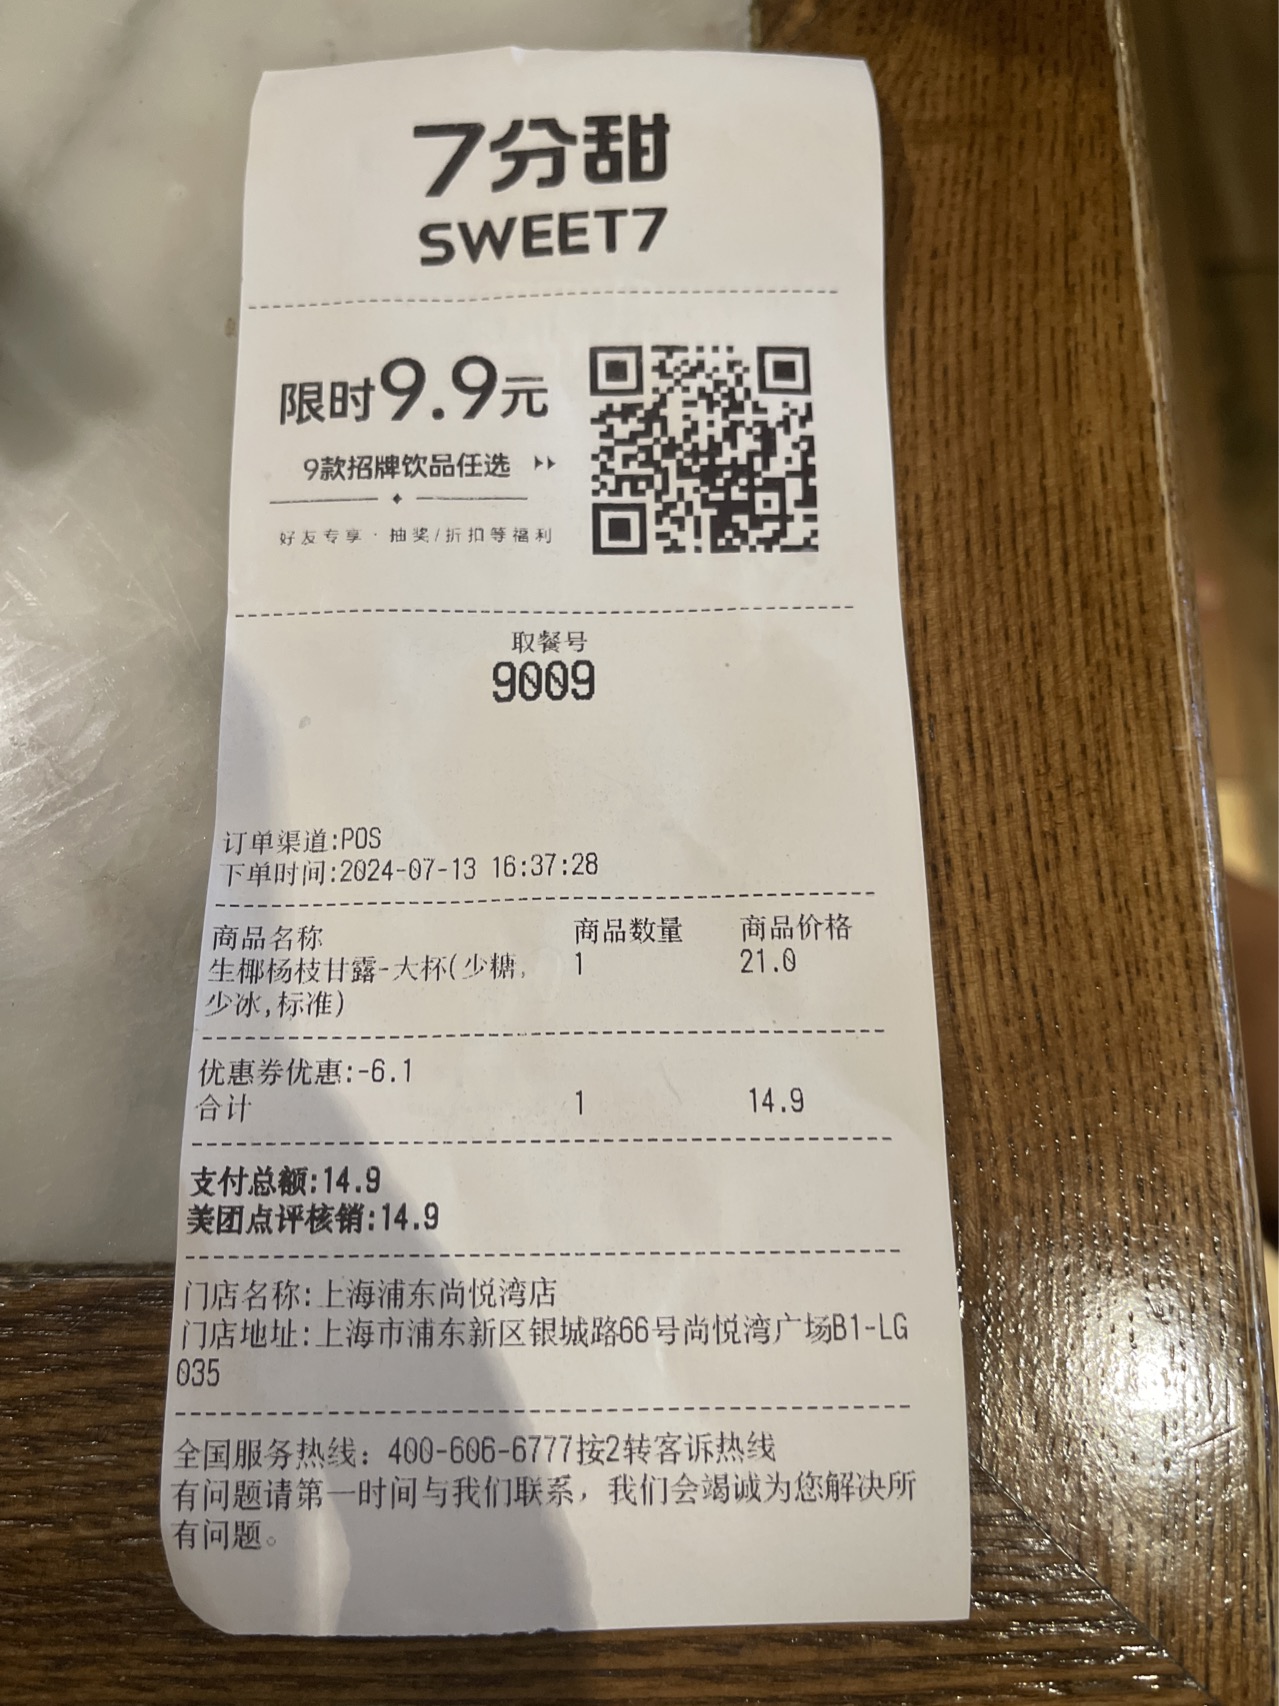 7分甜
SWEET7
限时9.9元
9款招牌饮品任选
好友专享·抽奖/折扣等福利
取餐号
9009
订单渠道:POS
下单时间:2024-07-13 16:37:28
商品名称 商品数量 商品价格
生椰杨枝甘露-大杯(少糖, 1 21.0
少冰,标准)
优惠券优惠:-6.1
合计 1 14.9
支付总额:14.9
美团点评核销:14.9
门店名称:上海浦东尚悦湾店
门店地址:上海市浦东新区银城路66号尚悦湾广场B1-LG
035
全国服务热线：400-606-6777按2转客诉热线
有问题请第一时间与我们联系，我们会竭诚为您解决所
有问题。